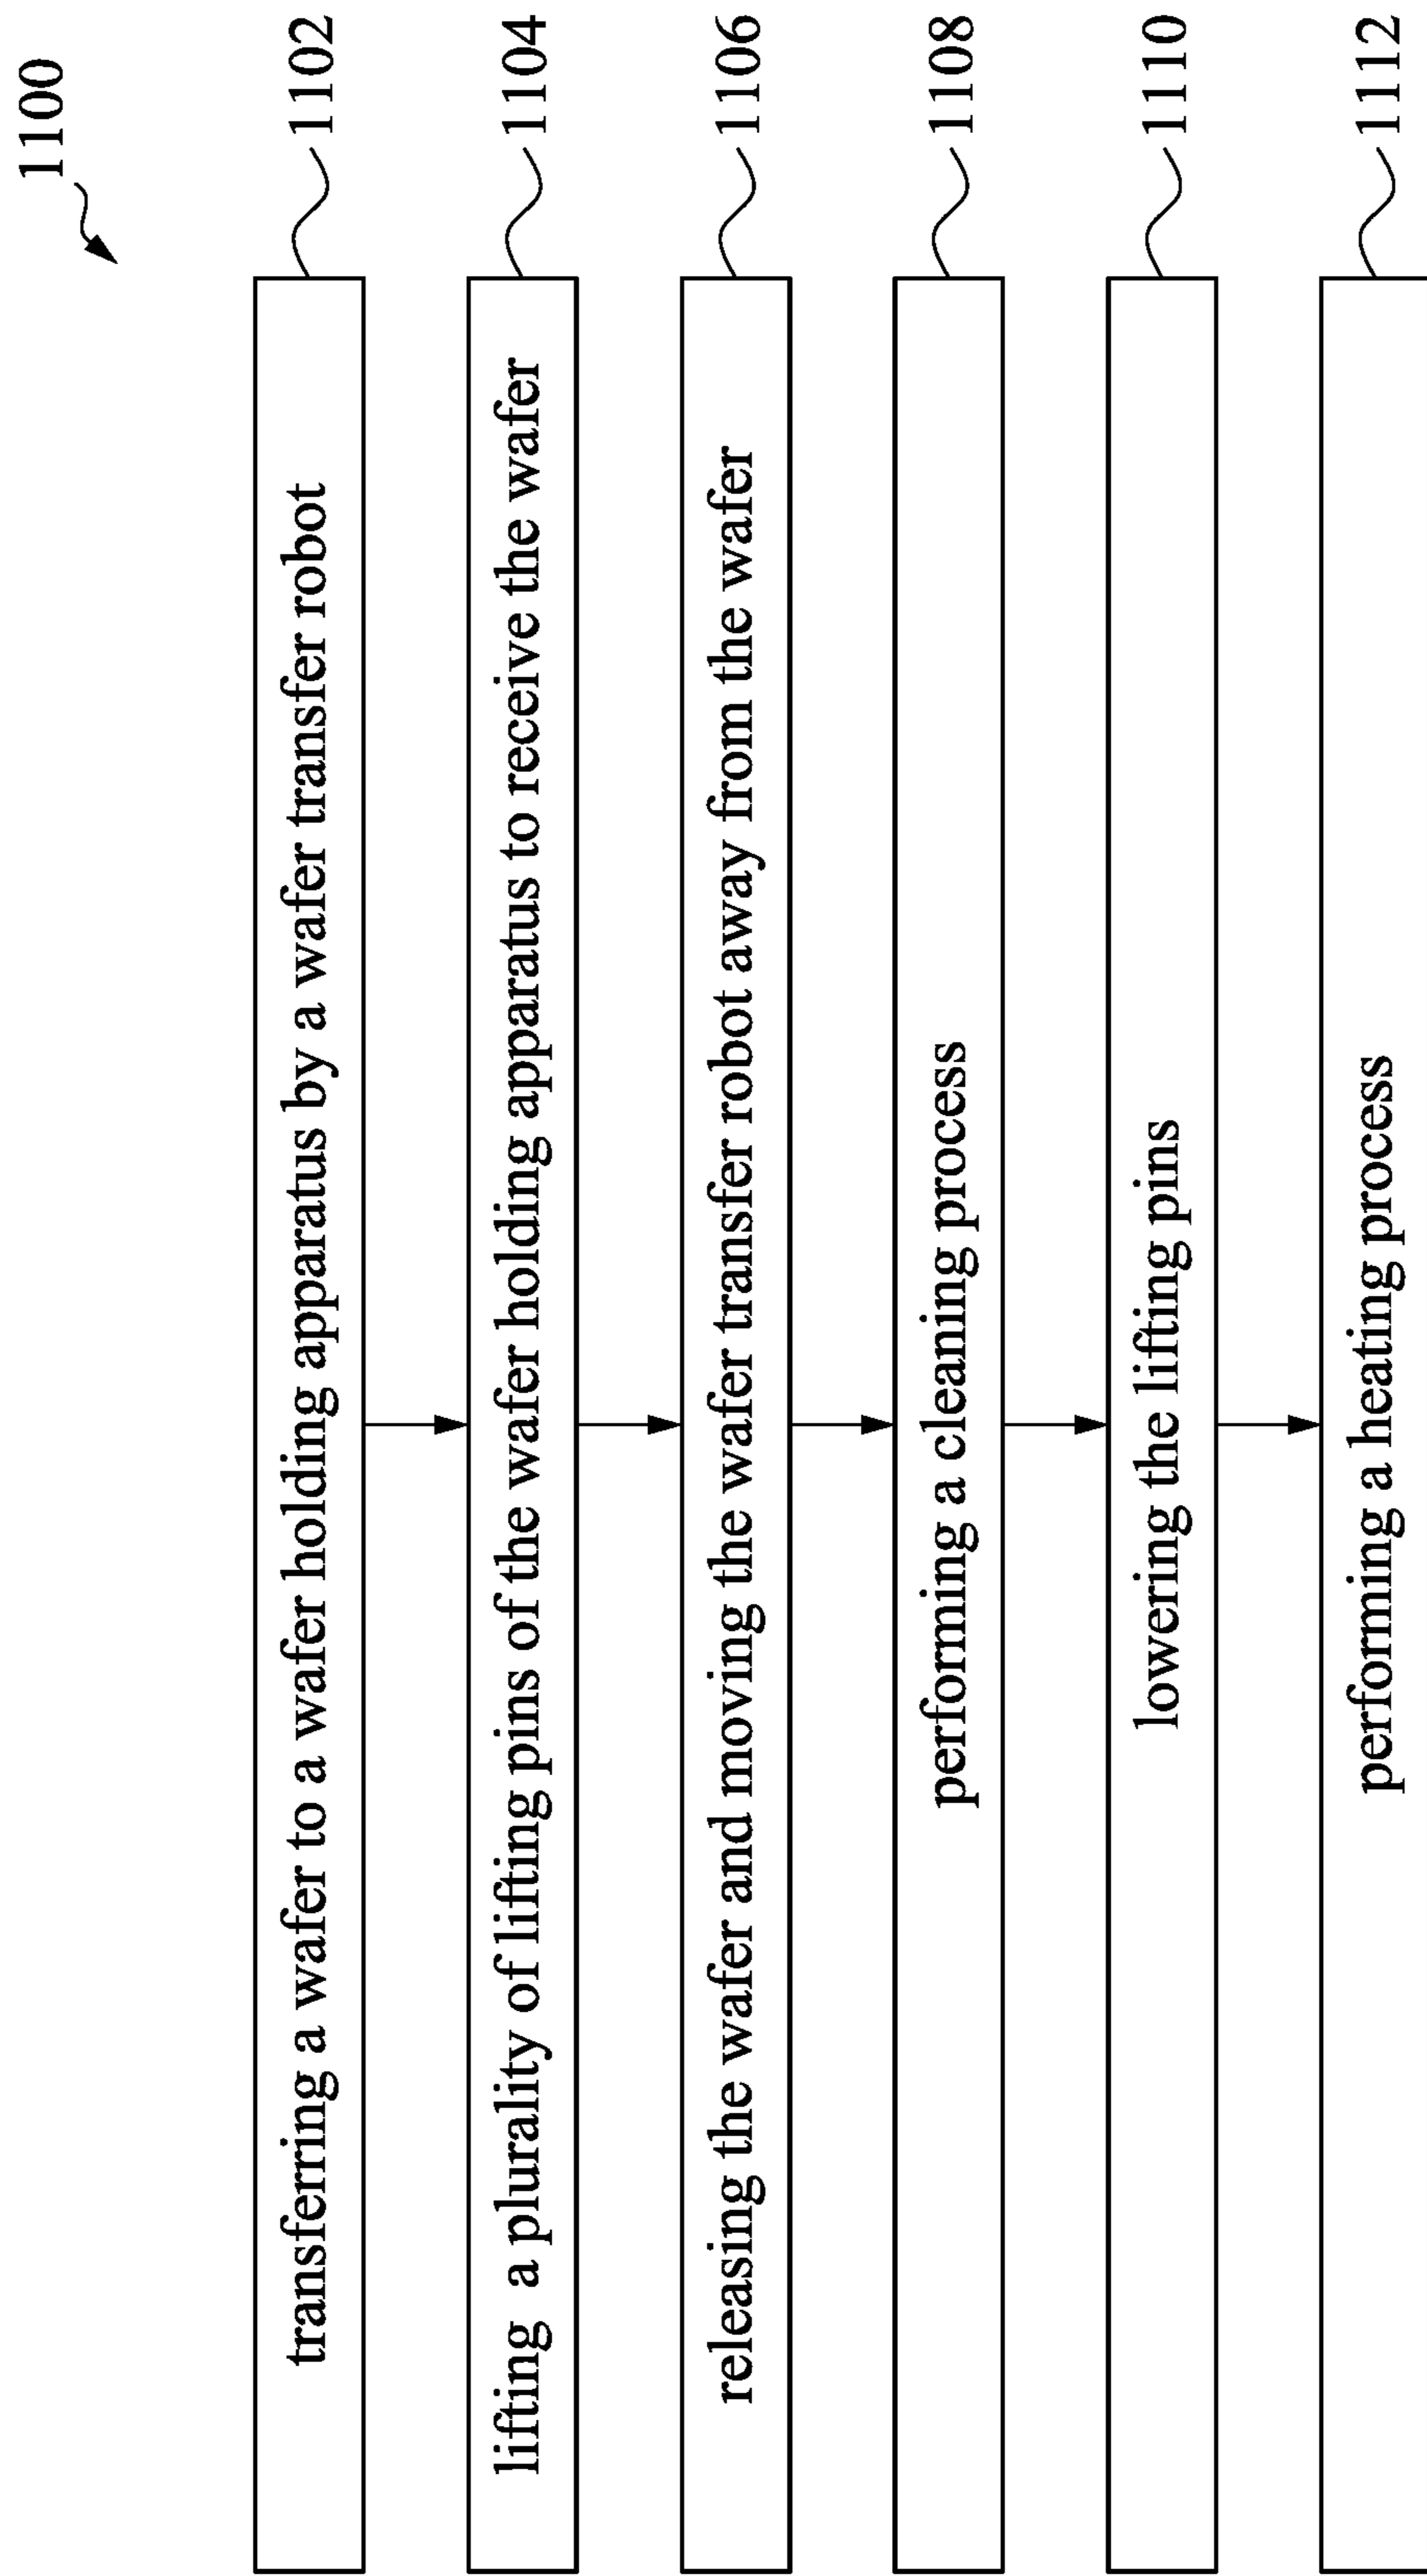 1100
transferring a wafer to a wafer holding apparatus by a wafer transfer robot
1102
lifting a plurality of lifting pins of the wafer holding apparatus to receive the wafer
1104
releasing the wafer and moving the wafer transfer robot away from the wafer
1106
performing a cleaning process
1108
lowering the lifting pins
1110
performing a heating process
1112